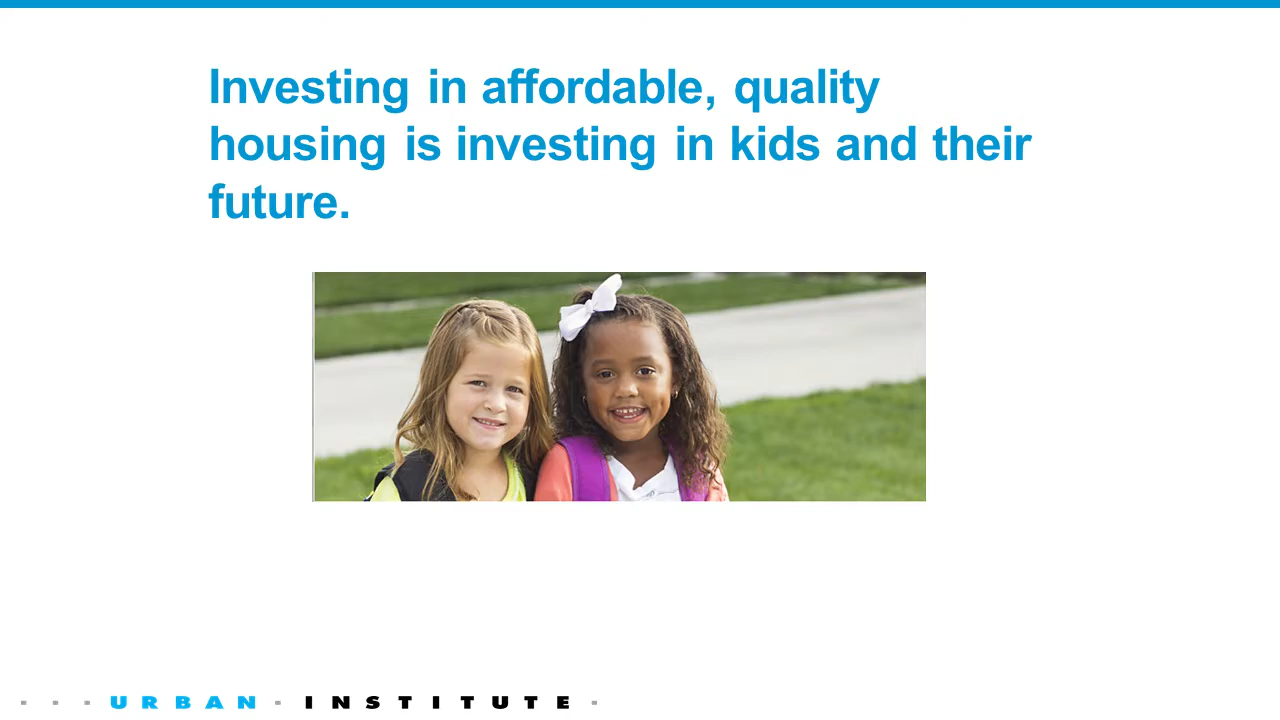 Investing in affordable, quality
housing is investing in kids and their
future.
URBAN INSTITUTE